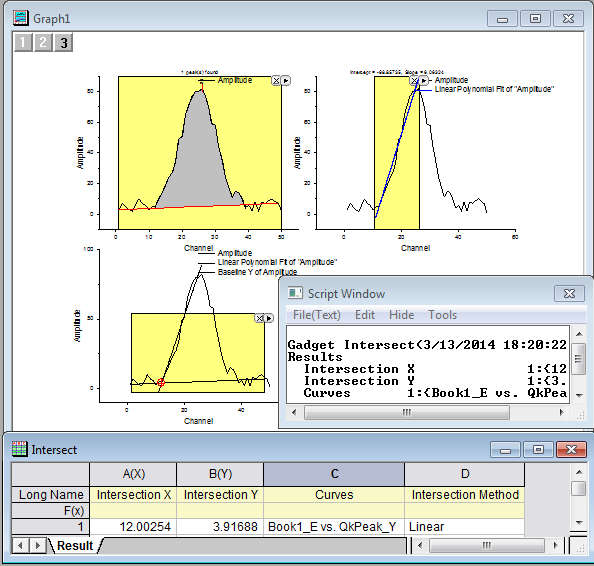 Graph1
1 2 3
1 peak(s) found
Amplitude
80
60
40
20
0
Amplitude
0 10 20 30 40 50
Channel
Slope = 6.06324
Amplitude
Linear Polynomial Fit of "Amplitude"
80
60
40
20
0
Amplitude
0 20 40 60
Channel
Amplitude
Linear Polynomial Fit of "Amplitude"
Baseline Y of Amplitude
100
50
0
Amplitude
0 20 40
Channel
Script Window
File(Text) Edit Hide Tools
Gadget Intersect(3/13/2014 18:20:22
Results
Intersection X 1:(12
Intersection Y 1:(3.
Curves 1:(Book1_E vs. QkPea
Intersect
A(X) B(Y) C D
Long Name Intersection X Intersection Y Curves Intersection Method
F(x)
1 12.00254 3.91688 Book1_E vs. QkPeak_Y Linear
Result